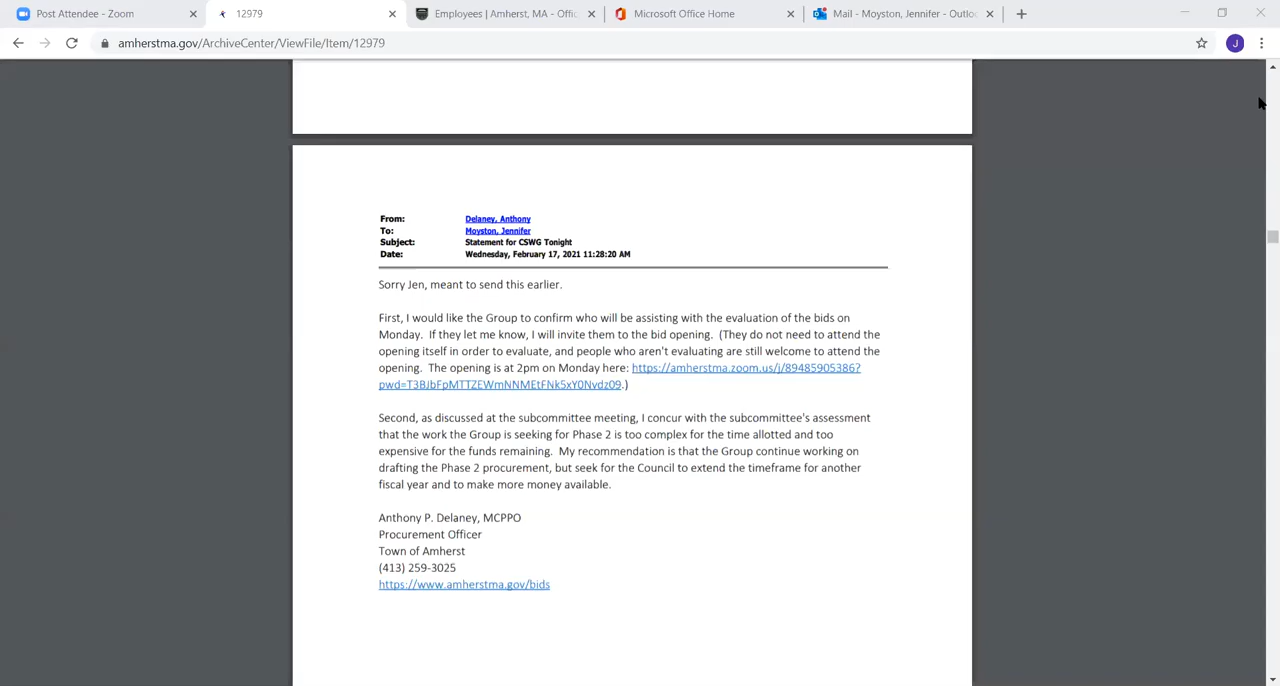 Post Attendee - Zoom
12979
Employees | Amherst, MA - Offic
Microsoft Office Home
Mail - Moyston, Jennifer - Outloo
amherstma.gov/ArchiveCenter/ViewFile/Item/12979
J
From: Delaney, Anthony
To: Moyston, Jennifer
Subject: Statement for CSWG Tonight
Date: Wednesday, February 17, 2021 11:28:20 AM
Sorry Jen, meant to send this earlier.
First, I would like the Group to confirm who will be assisting with the evaluation of the bids on
Monday.  If they let me know, I will invite them to the bid opening.  (They do not need to attend the
opening itself in order to evaluate, and people who aren't evaluating are still welcome to attend the
opening.  The opening is at 2pm on Monday here: https://amherstma.zoom.us/j/89485905386?
pwd=T3BJbFpMTTZEWmNNMEtFNk5xY0Nvdz09.)
Second, as discussed at the subcommittee meeting, I concur with the subcommittee's assessment
that the work the Group is seeking for Phase 2 is too complex for the time allotted and too
expensive for the funds remaining.  My recommendation is that the Group continue working on
drafting the Phase 2 procurement, but seek for the Council to extend the timeframe for another
fiscal year and to make more money available.
Anthony P. Delaney, MCPPO
Procurement Officer
Town of Amherst
(413) 259-3025
https://www.amherstma.gov/bids